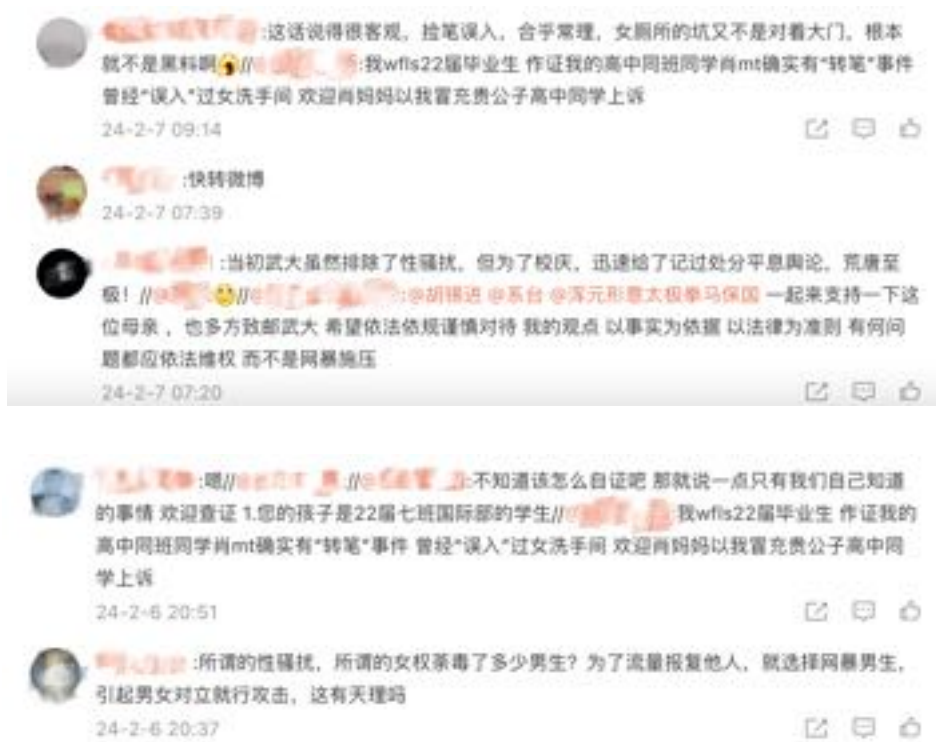 :这话说得很客观，捡笔误入，合乎常理，女厕所的坑又不是对着大门，根本
就不是黑料啊//@:我wfls22届毕业生 作证我的高中同班同学肖mt确实有“转笔”事件
曾经“误入”过女洗手间 欢迎肖妈妈以我冒充贵公子高中同学上诉
24-2-7 09:14
:快转微博
24-2-7 07:39
:当初武大虽然排除了性骚扰，但为了校庆，迅速给了记过处分平息舆论，荒唐至
极！//@//@:@胡锡进 @系台 @浑元形意太极拳马保国 一起来支持一下这
位母亲 ，也多方致邮武大 希望依法依规谨慎对待 我的观点 以事实为依据 以法律为准则 有何问
题都应依法维权 而不是网暴施压
24-2-7 07:20
:嗯//@//@:不知道该怎么自证吧 那就说一点只有我们自己知道
的事情 欢迎查证 1.您的孩子是22届七班国际部的学生//@我wfls22届毕业生 作证我的
高中同班同学肖mt确实有“转笔”事件 曾经“误入”过女洗手间 欢迎肖妈妈以我冒充贵公子高中同
学上诉
24-2-6 20:51
:所谓的性骚扰，所谓的女权荼毒了多少男生？为了流量报复他人，就选择网暴男生，
引起男女对立就行攻击，这有天理吗
24-2-6 20:37